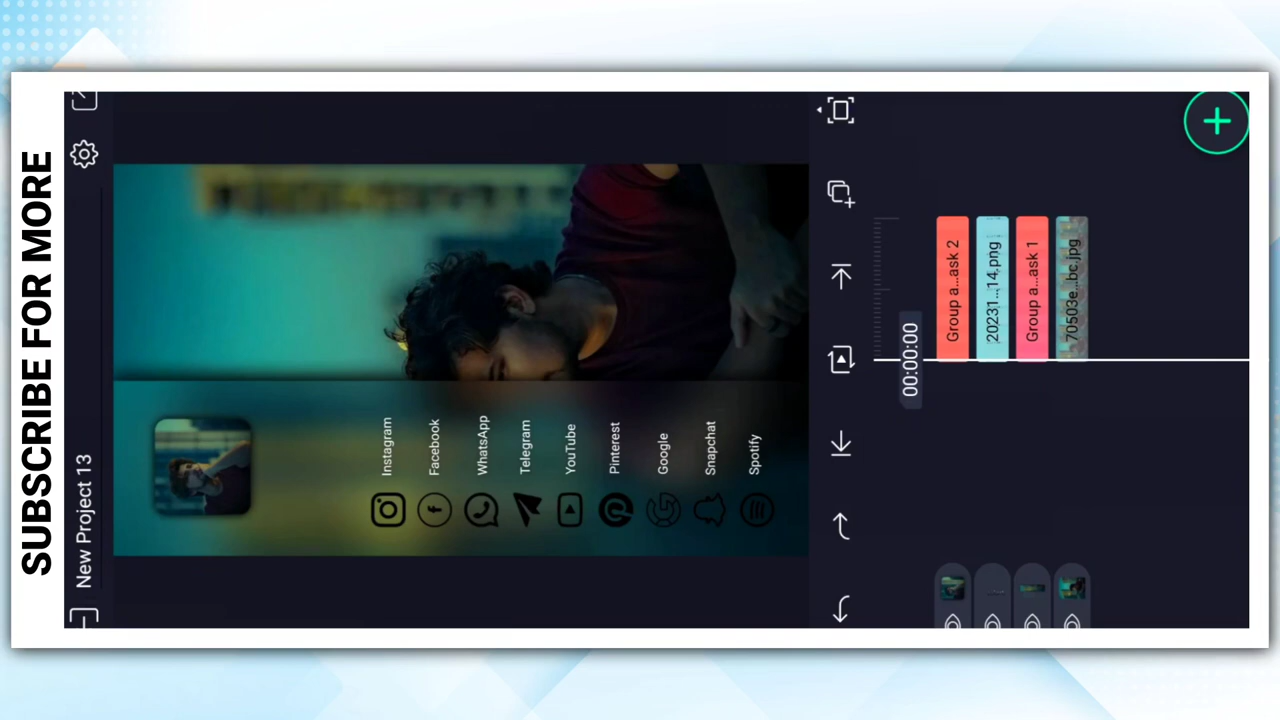 SUBSCRIBE FOR MORE
New Project 13
Instagram
Facebook
WhatsApp
Telegram
YouTube
Pinterest
Google
Snapchat
Spotify
00:00:00
Group a...ask 2
20231...14.png
Group a...ask 1
70503e...bc.jpg